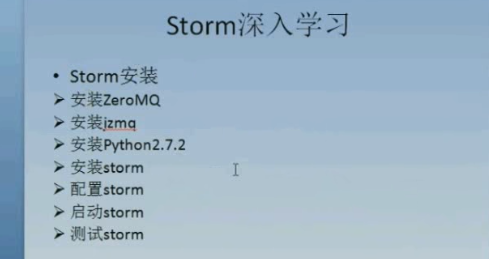 Storm深入学习
• Storm安装
➢ 安装ZeroMQ
➢ 安装jzmq
➢ 安装Python2.7.2
➢ 安装storm
➢ 配置storm
➢ 启动storm
➢ 测试storm